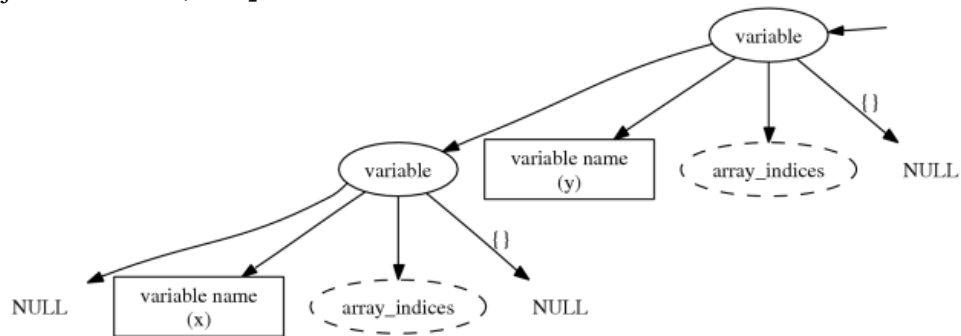 variable
{}
variable name
(y)
array_indices
NULL
variable
{}
NULL
variable name
(x)
array_indices
NULL